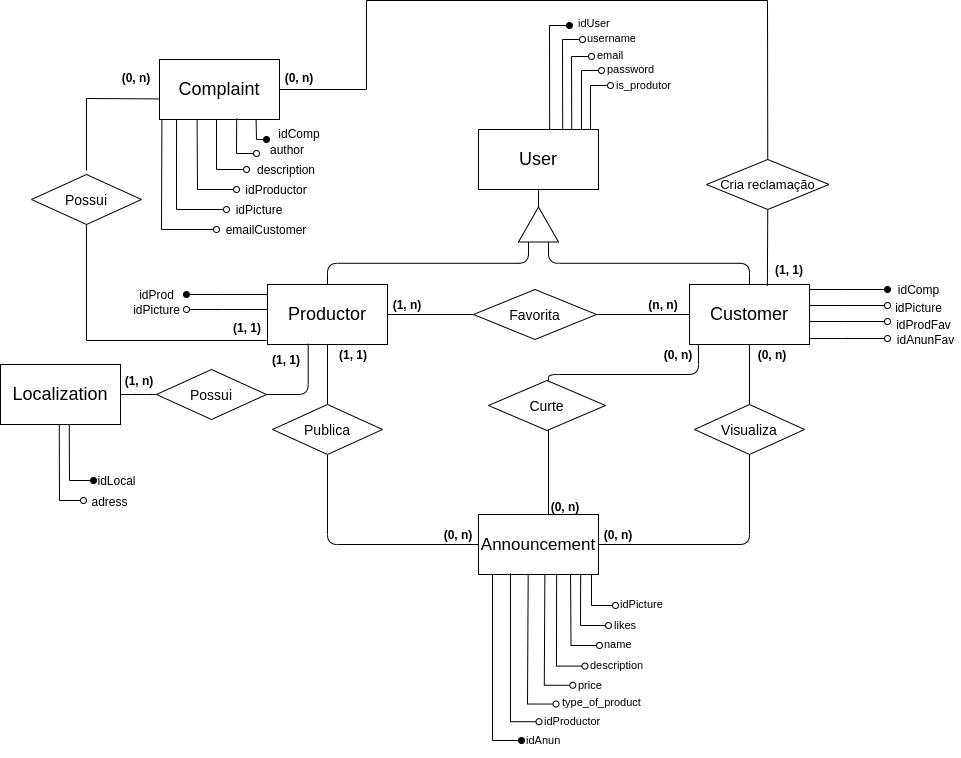 idUser
username
email
password
is_produtor
(0, n)
Complaint
(0, n)
idComp
author
description
idProductor
idPicture
emailCustomer
User
Possui
Cria reclamação
(1, 1)
idProd
idPicture
(1, 1)
Productor
(1, n)
Favorita
(n, n)
Customer
idComp
idPicture
idProdFav
idAnunFav
(1, 1)
(1, 1)
(0, n)
(0, n)
Localization
(1, n)
Possui
Publica
Curte
Visualiza
idLocal
adress
(0, n)
(0, n)
Announcement
(0, n)
idPicture
likes
name
description
price
type_of_product
idProductor
idAnun